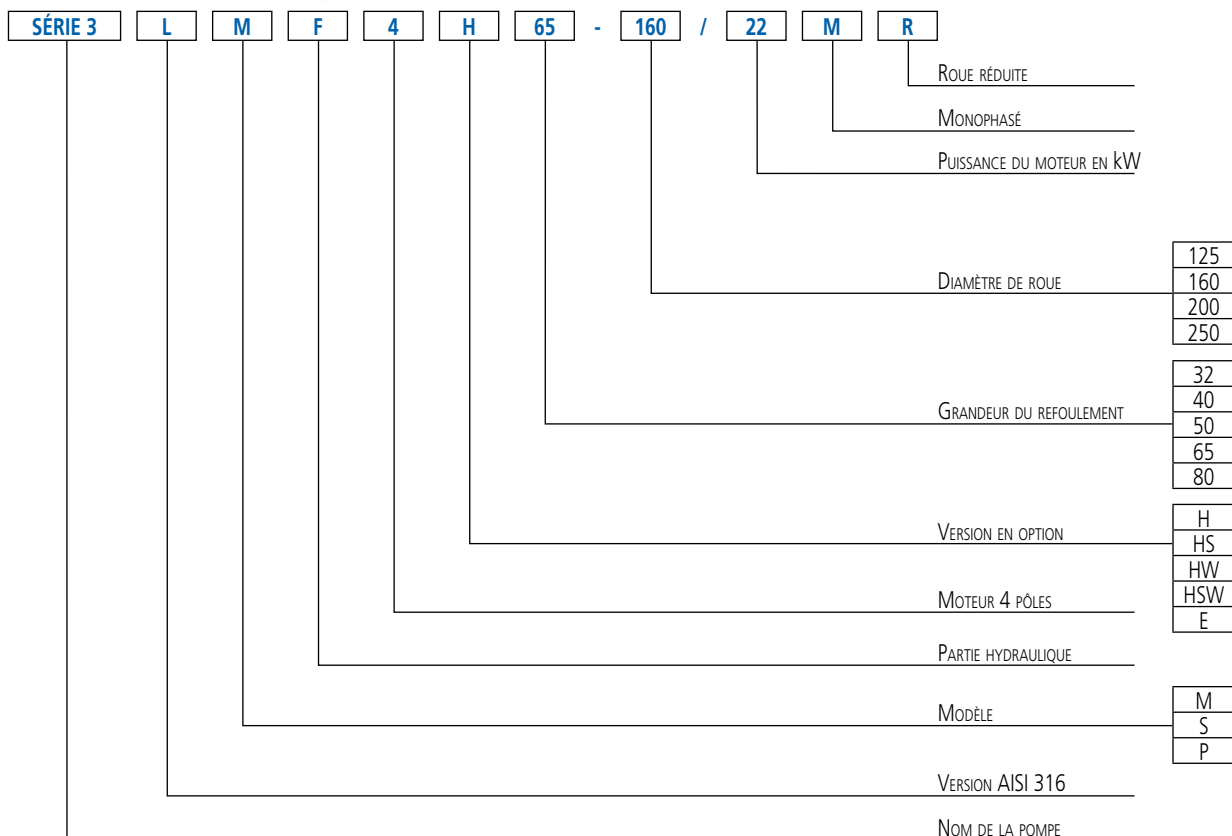 SÉRIE 3 L M F 4 H 65 - 160 / 22 M R
ROUE RÉDUITE
MONOPHASÉ
PUISSANCE DU MOTEUR EN kW
125
DIAMÈTRE DE ROUE 160
200
250
32
40
GRANDEUR DU REFOULEMENT 50
65
80
H
VERSION EN OPTION HS
HW
MOTEUR 4 PÔLES HSW
E
PARTIE HYDRAULIQUE
M
MODÈLE S
P
VERSION AISI 316
NOM DE LA POMPE